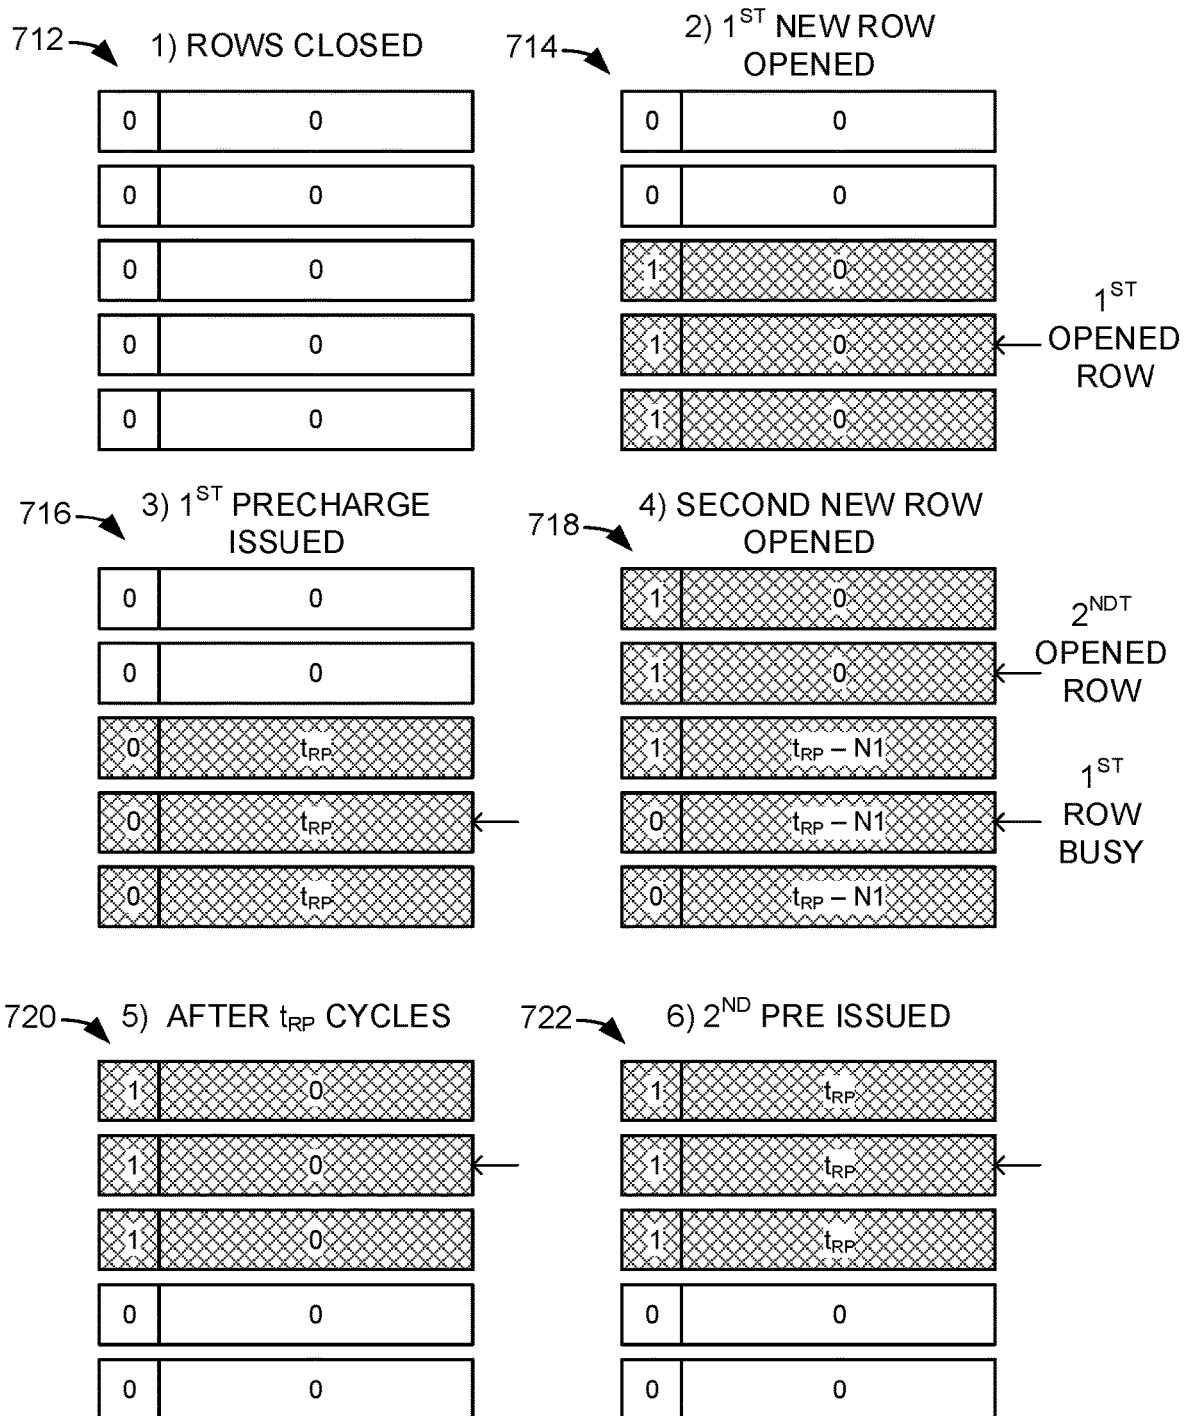 712
1) ROWS CLOSED
0 0
0 0
0 0
0 0
0 0
714
2) 1ST NEW ROW
OPENED
0 0
0 0
1 0
1 0
1 0
1ST
OPENED
ROW
716
3) 1ST PRECHARGE
ISSUED
0 0
0 0
0 tRP
0 tRP
0 tRP
718
4) SECOND NEW ROW
OPENED
1 0
1 0
1 tRP – N1
0 tRP – N1
0 tRP – N1
2NDT
OPENED
ROW
1ST
ROW
BUSY
720
5) AFTER tRP CYCLES
1 0
1 0
1 0
0 0
0 0
722
6) 2ND PRE ISSUED
1 tRP
1 tRP
1 tRP
0 0
0 0